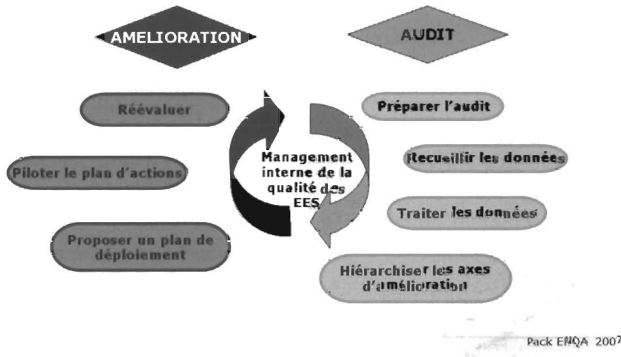 AMELIORATION
AUDIT
Réévaluer
Préparer l'audit
Piloter le plan d'actions
Management
interne de la
qualité des
EES
Recueillir les données
Traiter les données
Proposer un plan de
déploiement
Hiérarchiser les axes
d'amélioration
Pack ENQA 2007